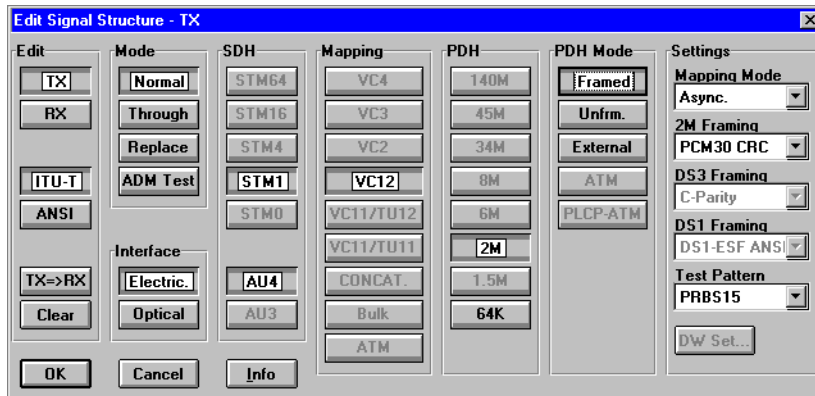 Edit Signal Structure - TX
Edit
TX
RX
ITU-T
ANSI
TX=>RX
Clear
Mode
Normal
Through
Replace
ADM Test
Interface
Electric.
Optical
SDH
STM64
STM16
STM4
STM1
STM0
AU4
AU3
Mapping
VC4
VC3
VC2
VC12
VC11/TU12
VC11/TU11
CONCAT.
Bulk
ATM
PDH
140M
45M
34M
8M
6M
2M
1.5M
64K
PDH Mode
Framed
Unfrm.
External
ATM
PLCP-ATM
Settings
Mapping Mode
Async.
2M Framing
PCM30 CRC
DS3 Framing
C-Parity
DS1 Framing
DS1-ESF ANSI
Test Pattern
PRBS15
DW Set...
OK
Cancel
Info